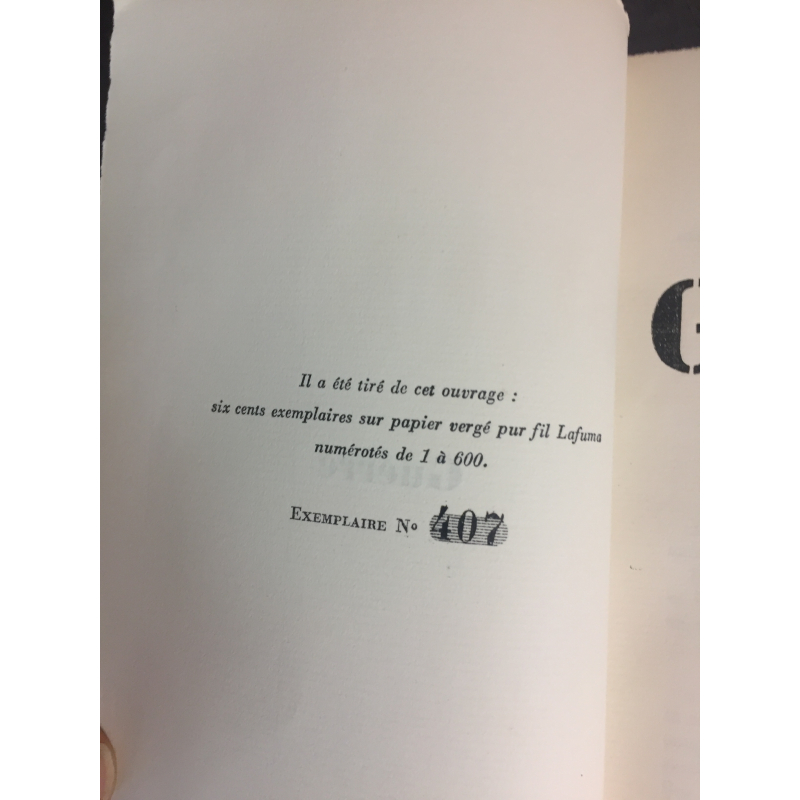 Il a été tiré de cet ouvrage :
six cents exemplaires sur papier vergé pur fil Lafuma
numérotés de 1 à 600.
EXEMPLAIRE No 407
G